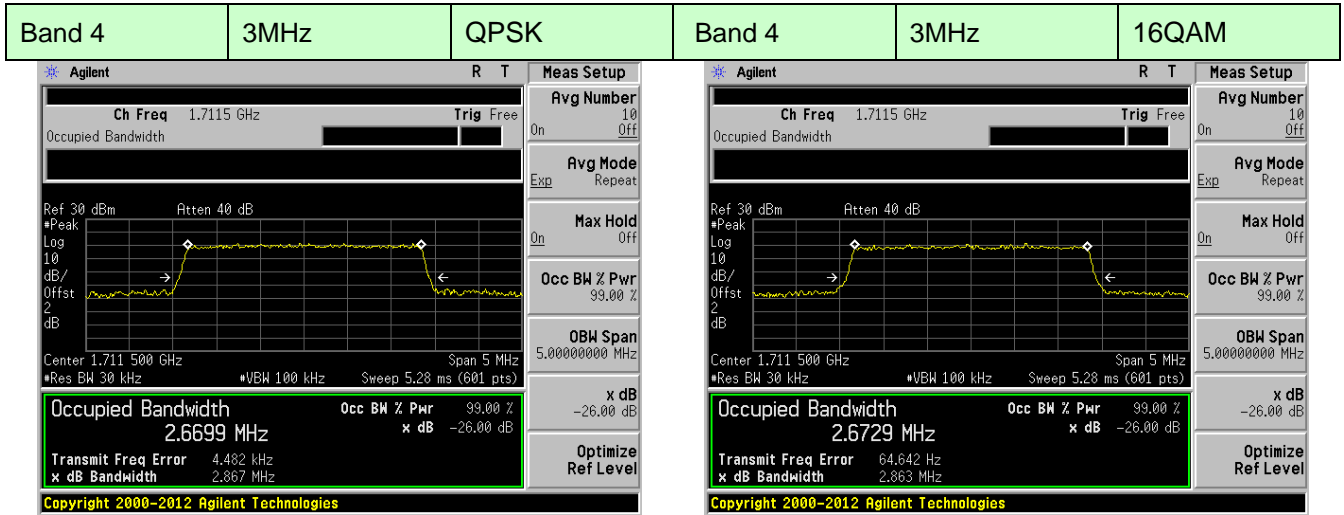 Band 4 3MHz QPSK Band 4 3MHz 16QAM
Agilent R T Meas Setup
Ch Freq 1.7115 GHz Trig Free
Occupied Bandwidth
Avg Number
10
On Off
Avg Mode
Exp Repeat
Max Hold
On Off
Occ BW % Pwr
99.00 %
OBW Span
5.00000000 MHz
x dB
-26.00 dB
Optimize
Ref Level
Ref 30 dBm Atten 40 dB
#Peak
Log
10
dB/
Offst
2
dB
Center 1.711 500 GHz Span 5 MHz
#Res BW 30 kHz #VBW 100 kHz Sweep 5.28 ms (601 pts)
Occupied Bandwidth Occ BW % Pwr 99.00 %
2.6699 MHz x dB -26.00 dB
Transmit Freq Error 4.482 kHz
x dB Bandwidth 2.867 MHz
Copyright 2000-2012 Agilent Technologies
Agilent R T Meas Setup
Ch Freq 1.7115 GHz Trig Free
Occupied Bandwidth
Avg Number
10
On Off
Avg Mode
Exp Repeat
Max Hold
On Off
Occ BW % Pwr
99.00 %
OBW Span
5.00000000 MHz
x dB
-26.00 dB
Optimize
Ref Level
Ref 30 dBm Atten 40 dB
#Peak
Log
10
dB/
Offst
2
dB
Center 1.711 500 GHz Span 5 MHz
#Res BW 30 kHz #VBW 100 kHz Sweep 5.28 ms (601 pts)
Occupied Bandwidth Occ BW % Pwr 99.00 %
2.6729 MHz x dB -26.00 dB
Transmit Freq Error 64.642 Hz
x dB Bandwidth 2.863 MHz
Copyright 2000-2012 Agilent Technologies